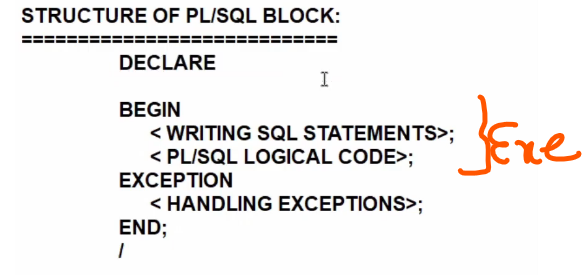 STRUCTURE OF PL/SQL BLOCK:
============================
DECLARE
BEGIN
< WRITING SQL STATEMENTS>;
< PL/SQL LOGICAL CODE>;
}Exe
EXCEPTION
< HANDLING EXCEPTIONS>;
END;
/